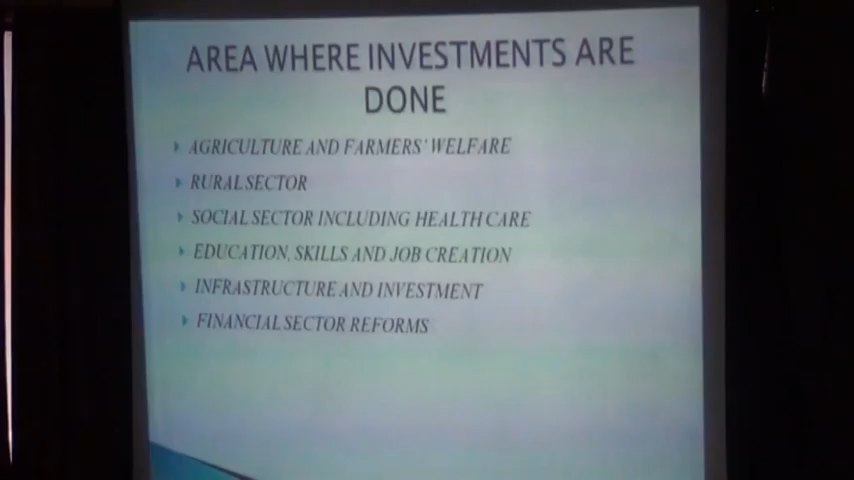 AREA WHERE INVESTMENTS ARE
DONE
AGRICULTURE AND FARMERS' WELFARE
RURAL SECTOR
SOCIAL SECTOR INCLUDING HEALTH CARE
EDUCATION, SKILLS AND JOB CREATION
INFRASTRUCTURE AND INVESTMENT
FINANCIAL SECTOR REFORMS